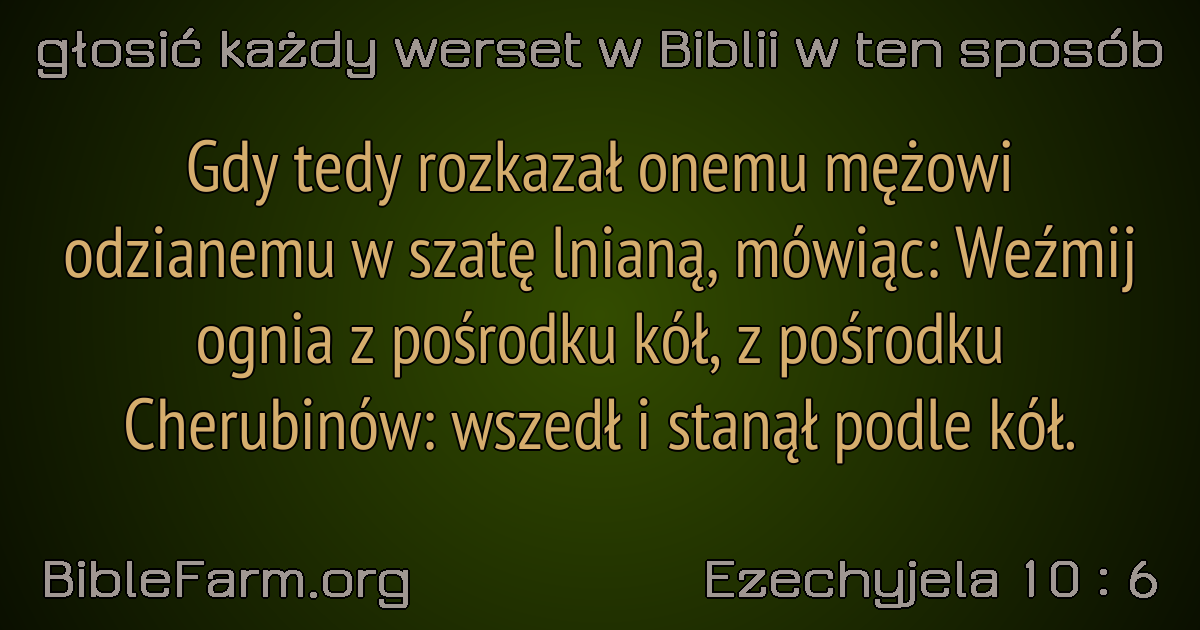 głosić każdy werset w Biblii w ten sposób
Gdy tedy rozkazał onemu mężowi
odzianemu w szatę lnianą, mówiąc: Weźmij
ognia z pośrodku kół, z pośrodku
Cherubinów: wszedł i stanął podle kół.
BibleFarm.org
Ezechyjela 10 : 6